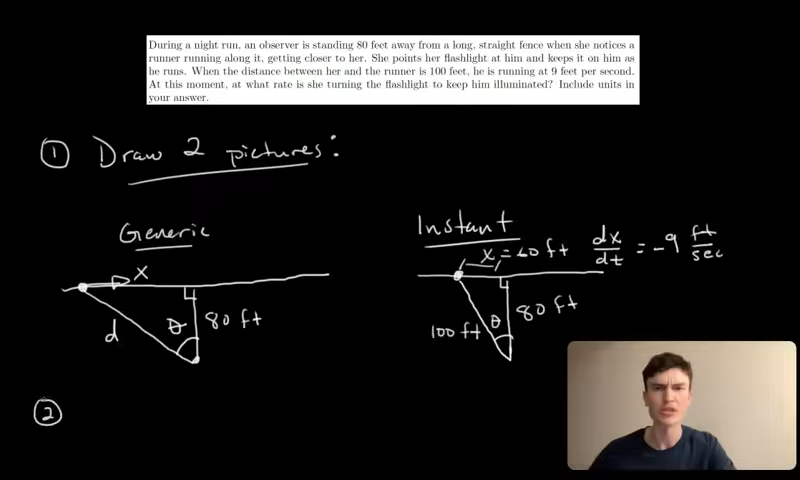 During a night run, an observer is standing 80 feet away from a long, straight fence when she notices a
runner running along it, getting closer to her. She points her flashlight at him and keeps it on him as
he runs. When the distance between her and the runner is 100 feet, he is running at 9 feet per second.
At this moment, at what rate is she turning the flashlight to keep him illuminated? Include units in
your answer.
① Draw 2 pictures:
Generic
x
d
θ
80 ft
Instant
x = 60 ft
dx/dt = -9 ft/sec
100 ft
θ
80 ft
②